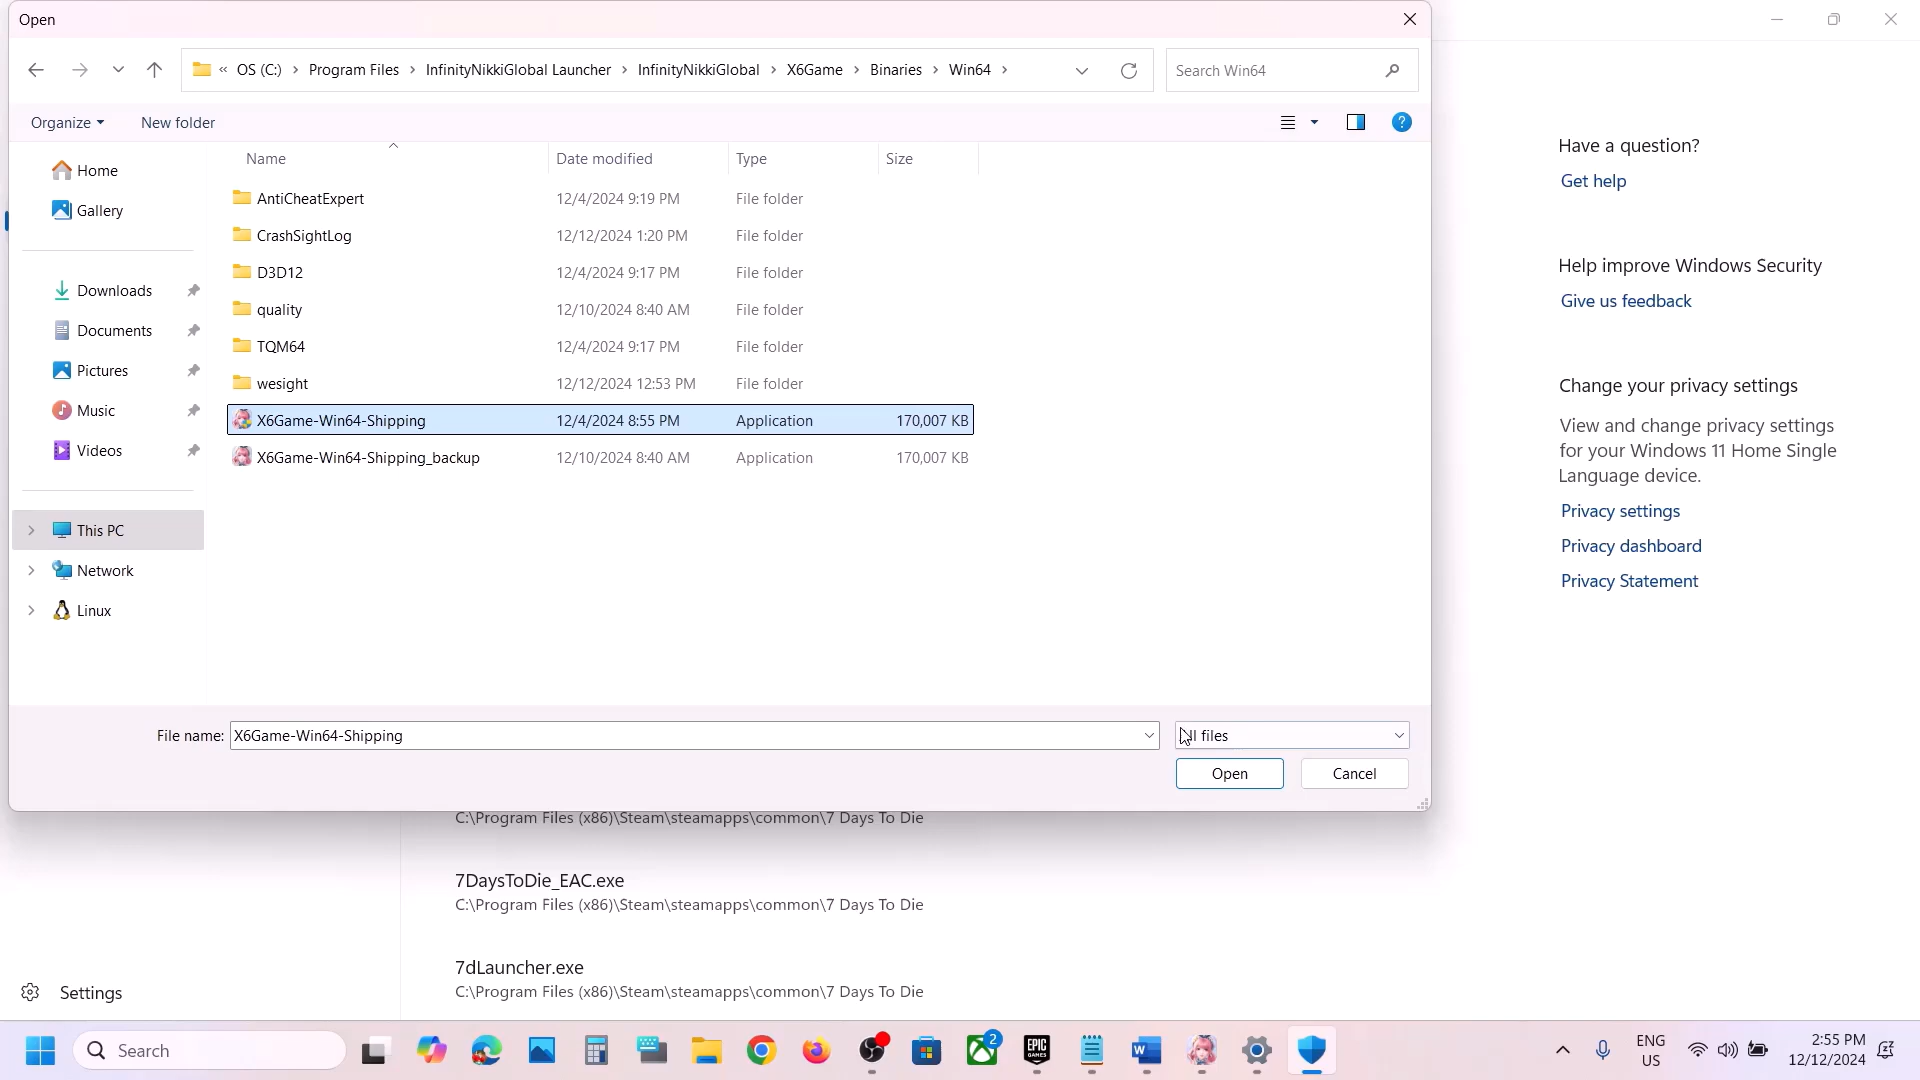 Open
« OS (C:) › Program Files › InfinityNikkiGlobal Launcher › InfinityNikkiGlobal › X6Game › Binaries › Win64 ›
Search Win64
Organize
New folder
Home
Gallery
Downloads
Documents
Pictures
Music
Videos
This PC
Network
Linux
Name Date modified Type Size
AntiCheatExpert 12/4/2024 9:19 PM File folder
CrashSightLog 12/12/2024 1:20 PM File folder
D3D12 12/4/2024 9:17 PM File folder
quality 12/10/2024 8:40 AM File folder
TQM64 12/4/2024 9:17 PM File folder
wesight 12/12/2024 12:53 PM File folder
X6Game-Win64-Shipping 12/4/2024 8:55 PM Application 170,007 KB
X6Game-Win64-Shipping_backup 12/10/2024 8:40 AM Application 170,007 KB
File name: X6Game-Win64-Shipping
files
Open
Cancel
Have a question?
Get help
Help improve Windows Security
Give us feedback
Change your privacy settings
View and change privacy settings
for your Windows 11 Home Single
Language device.
Privacy settings
Privacy dashboard
Privacy Statement
C:\Program Files (x86)\Steam\steamapps\common\7 Days To Die
7DaysToDie_EAC.exe
C:\Program Files (x86)\Steam\steamapps\common\7 Days To Die
7dLauncher.exe
C:\Program Files (x86)\Steam\steamapps\common\7 Days To Die
Settings
Search
2
EPIC
GAMES
W
ENG
US
2:55 PM
12/12/2024